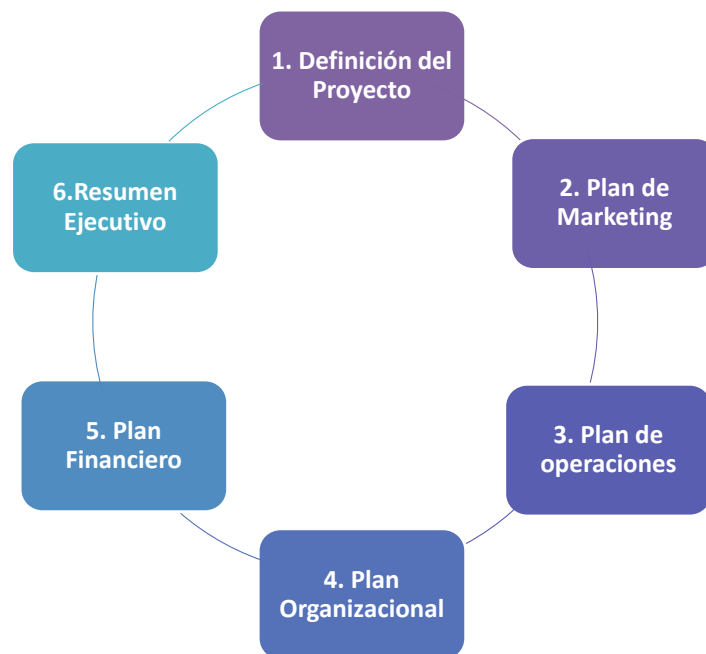 1. Definición del
Proyecto
2. Plan de
Marketing
3. Plan de
operaciones
4. Plan
Organizacional
5. Plan
Financiero
6.Resumen
Ejecutivo